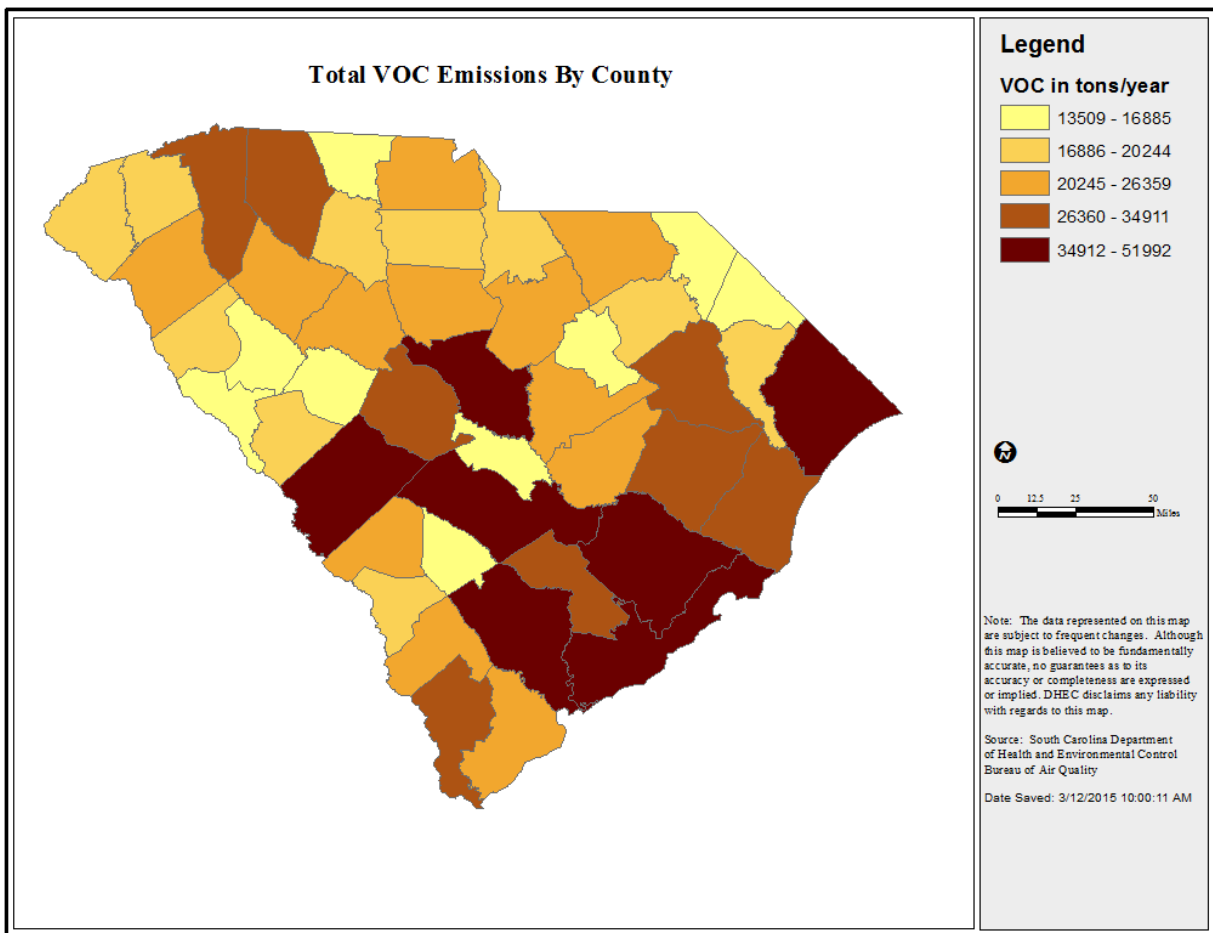 Total VOC Emissions By County
Legend
VOC in tons/year
13509 - 16885
16886 - 20244
20245 - 26359
26360 - 34911
34912 - 51992
N
0 12.5 25 50
Miles
Note: The data represented on this map
are subject to frequent changes. Although
this map is believed to be fundamentally
accurate, no guarantees as to its
accuracy or completeness are expressed
or implied. DHEC disclaims any liability
with regards to this map.
Source: South Carolina Department
of Health and Environmental Control
Bureau of Air Quality
Date Saved: 3/12/2015 10:00:11 AM